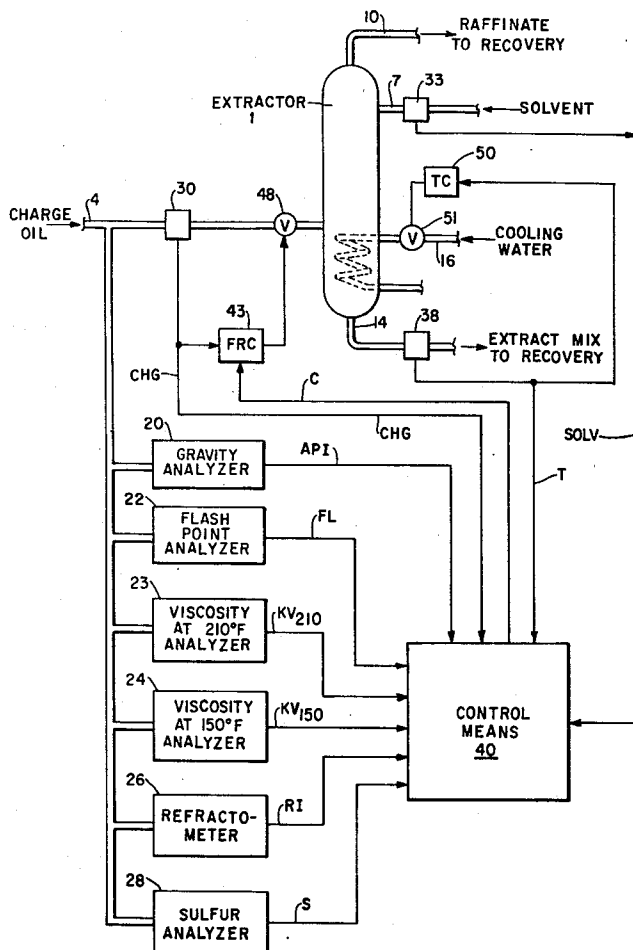 10
RAFFINATE
TO RECOVERY
7
33
EXTRACTOR
1
SOLVENT
50
TC
4
30
48
V
51
V
CHARGE
OIL
COOLING
WATER
16
43
FRC
14
38
EXTRACT MIX
TO RECOVERY
CHG
C
CHG
SOLV
T
20
GRAVITY
ANALYZER
API
22
FLASH
POINT
ANALYZER
FL
23
VISCOSITY
AT 210°F
ANALYZER
KV210
24
VISCOSITY
AT 150°F
ANALYZER
KV150
CONTROL
MEANS
40
26
REFRACTO-
METER
RI
28
SULFUR
ANALYZER
S